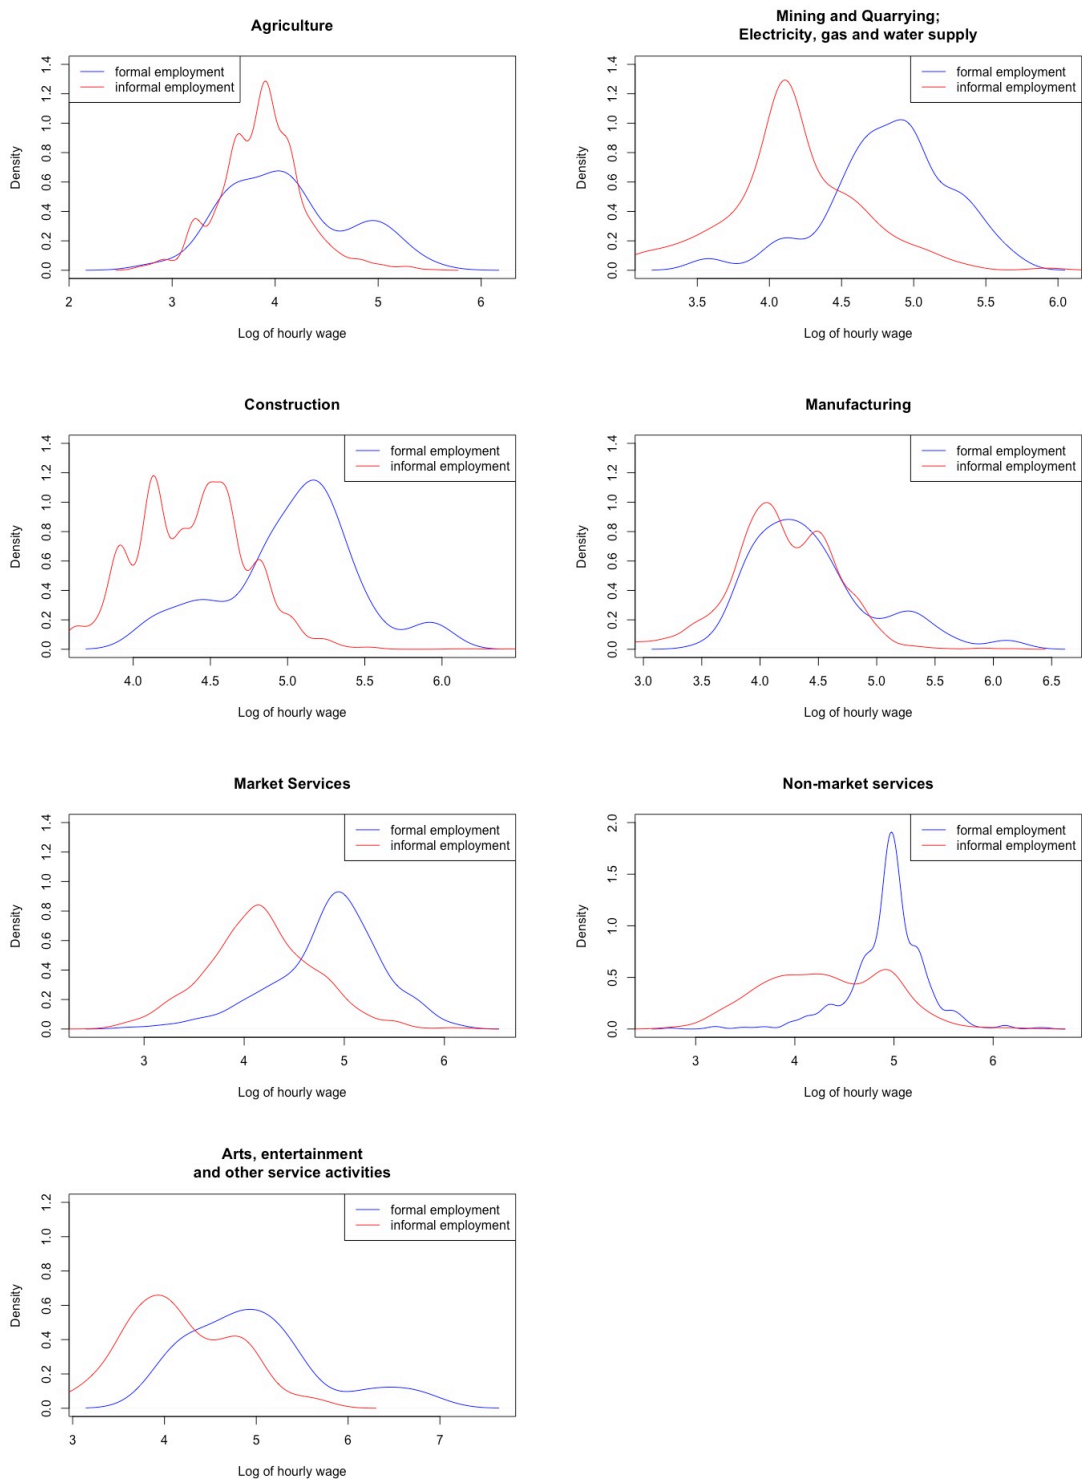 Agriculture
formal employment
informal employment
Density
0.0 0.2 0.4 0.6 0.8 1.0 1.2 1.4
2 3 4 5 6
Log of hourly wage
Mining and Quarrying;
Electricity, gas and water supply
formal employment
informal employment
Density
0.0 0.2 0.4 0.6 0.8 1.0 1.2 1.4
3.5 4.0 4.5 5.0 5.5 6.0
Log of hourly wage
Construction
formal employment
informal employment
Density
0.0 0.2 0.4 0.6 0.8 1.0 1.2 1.4
4.0 4.5 5.0 5.5 6.0
Log of hourly wage
Manufacturing
formal employment
informal employment
Density
0.0 0.2 0.4 0.6 0.8 1.0 1.2 1.4
3.0 3.5 4.0 4.5 5.0 5.5 6.0 6.5
Log of hourly wage
Market Services
formal employment
informal employment
Density
0.0 0.2 0.4 0.6 0.8 1.0 1.2 1.4
3 4 5 6
Log of hourly wage
Non-market services
formal employment
informal employment
Density
0.0 0.5 1.0 1.5 2.0
3 4 5 6
Log of hourly wage
Arts, entertainment
and other service activities
formal employment
informal employment
Density
0.0 0.2 0.4 0.6 0.8 1.0 1.2
3 4 5 6 7
Log of hourly wage